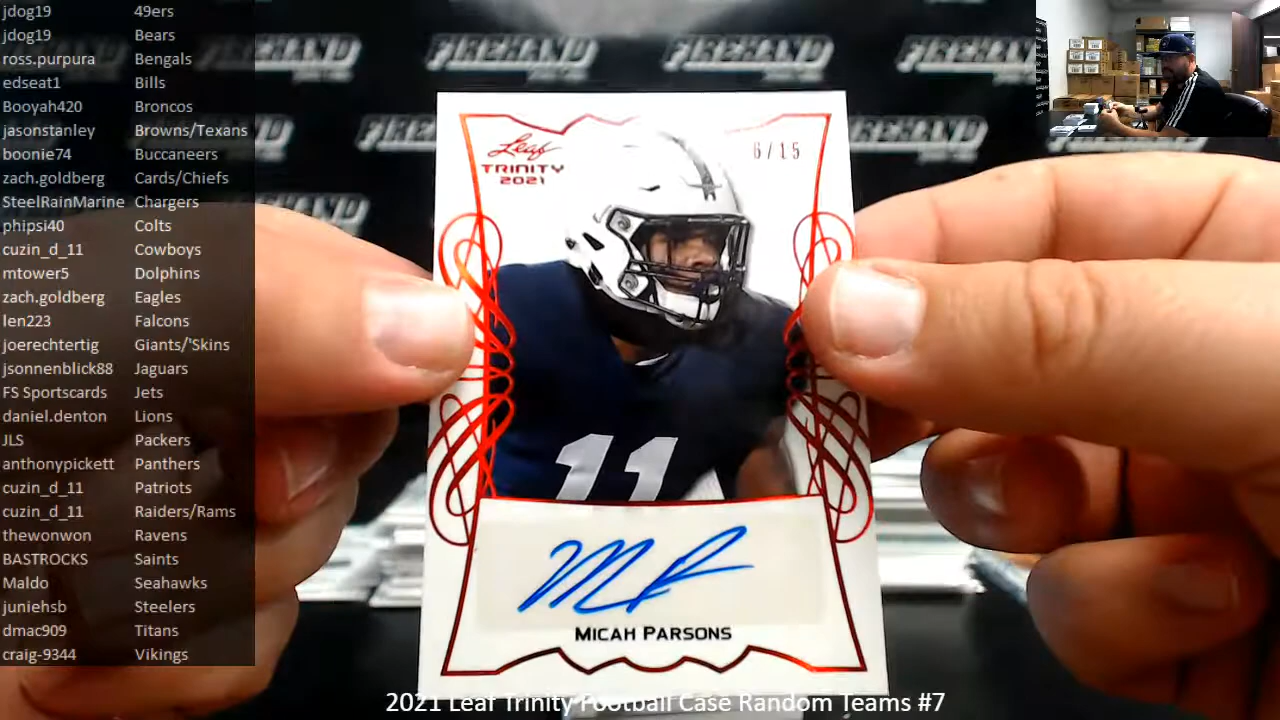 jdog19 49ers
jdog19 Bears
ross.purpura Bengals
edseat1 Bills
Booyah420 Broncos
jasonstanley Browns/Texans
boonie74 Buccaneers
zach.goldberg Cards/Chiefs
SteelRainMarine Chargers
phipsi40 Colts
cuzin_d_11 Cowboys
mtower5 Dolphins
zach.goldberg Eagles
len223 Falcons
joerechtertig Giants/'Skins
jsonnenblick88 Jaguars
FS Sportscards Jets
daniel.denton Lions
JLS Packers
anthonypickett Panthers
cuzin_d_11 Patriots
cuzin_d_11 Raiders/Rams
thewonwon Ravens
BASTROCKS Saints
Maldo Seahawks
juniehsb Steelers
dmac909 Titans
craig-9344 Vikings
FIREHAND FIREHAND FIREHAND FIREHAND
Leaf
TRINITY
2021
6/15
11
MICAH PARSONS
2021 Leaf Trinity Football Case Random Teams #7